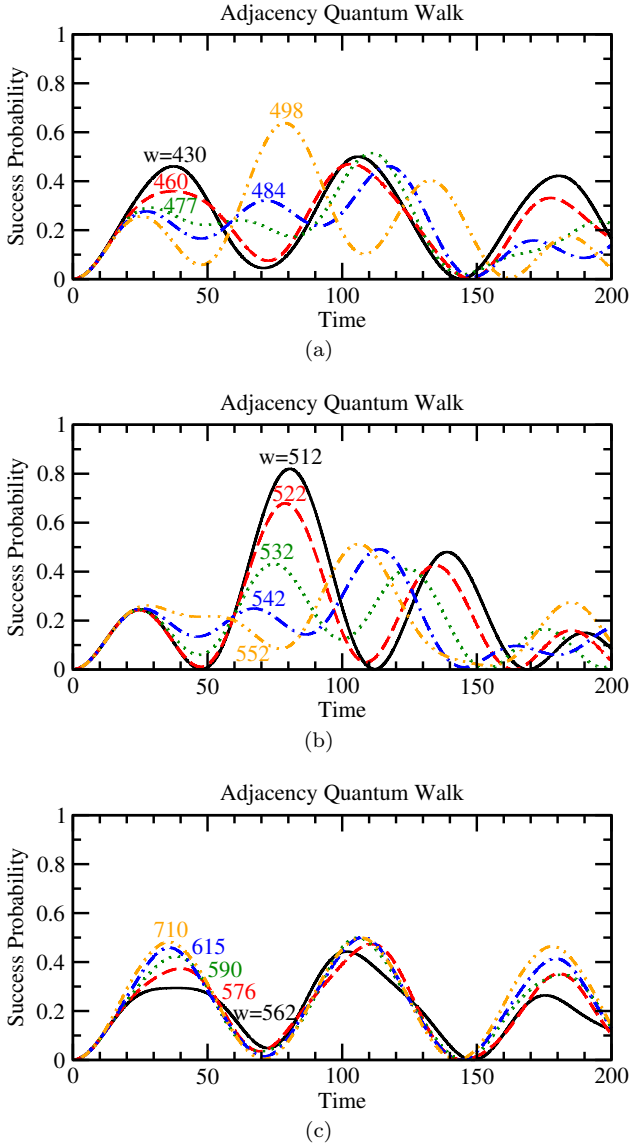 Adjacency Quantum Walk
Success Probability
1
0.8
0.6
0.4
0.2
0
498
w=430
460
477
484
0 50 100 150 200
Time
(a)
Adjacency Quantum Walk
Success Probability
1
0.8
0.6
0.4
0.2
0
w=512
522
532
542
552
0 50 100 150 200
Time
(b)
Adjacency Quantum Walk
Success Probability
1
0.8
0.6
0.4
0.2
0
710
615
590
576
w=562
0 50 100 150 200
Time
(c)